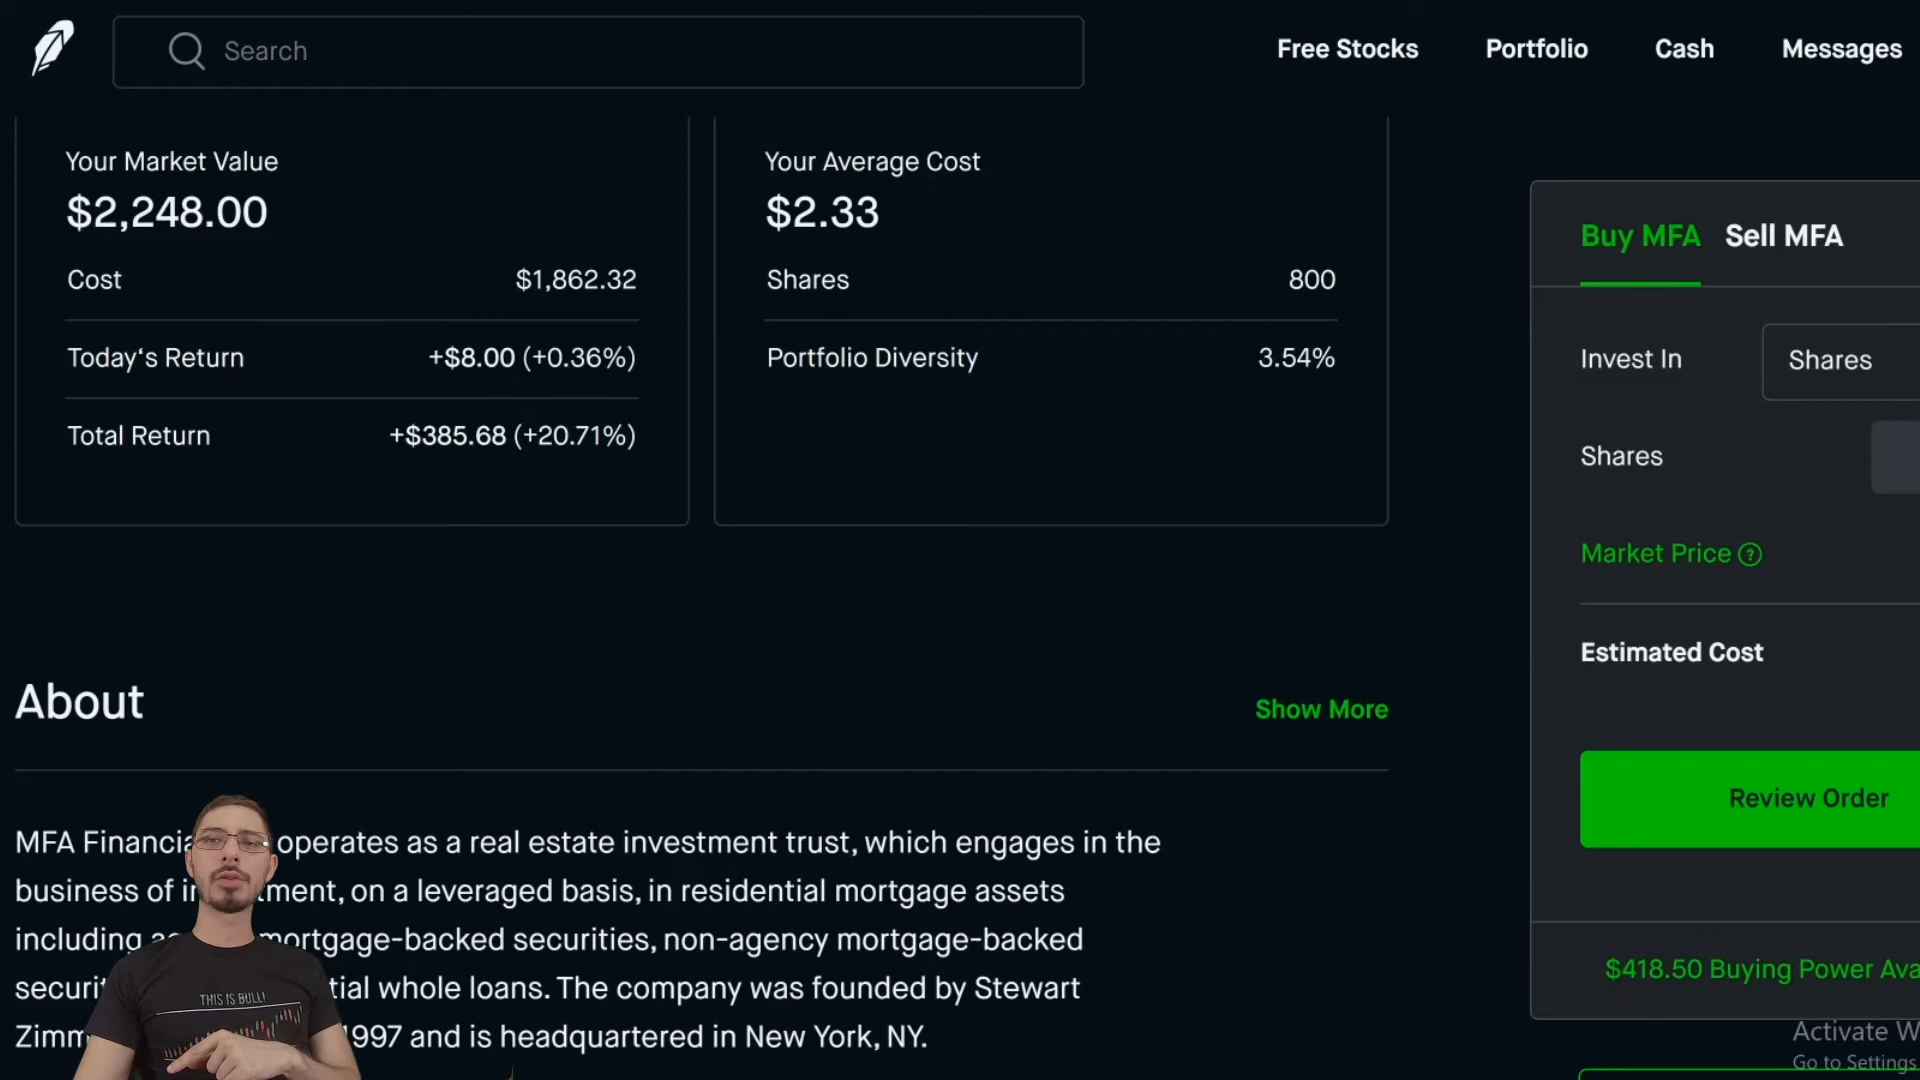 Search
Free Stocks
Portfolio
Cash
Messages
Your Market Value
$2,248.00
Cost $1,862.32
Today's Return +$8.00 (+0.36%)
Total Return +$385.68 (+20.71%)
Your Average Cost
$2.33
Shares 800
Portfolio Diversity 3.54%
Buy MFA Sell MFA
Invest In Shares
Shares
Market Price ?
Estimated Cost
Review Order
$418.50 Buying Power Ava
About
Show More
MFA Financia operates as a real estate investment trust, which engages in the
business of i ment, on a leveraged basis, in residential mortgage assets
including mortgage-backed securities, non-agency mortgage-backed
securi tial whole loans. The company was founded by Stewart
Zimm 1997 and is headquartered in New York, NY.
THIS IS BULL!
Activate W
Go to Settings